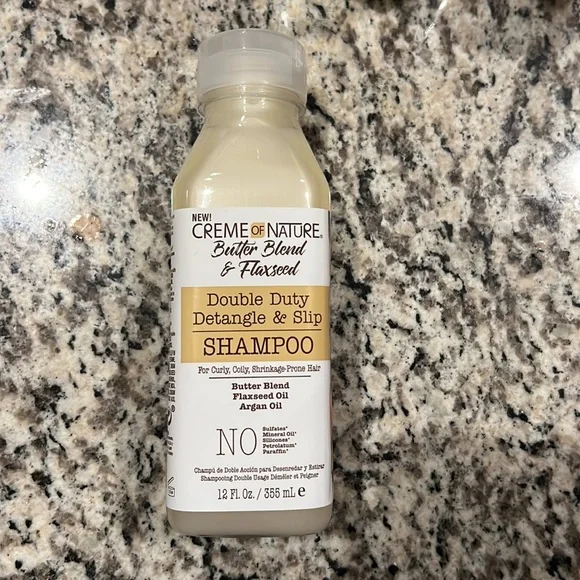 NEW!
CREME OF NATURE
Butter Blend
& Flaxseed
Double Duty
Detangle & Slip
SHAMPOO
For Curly, Coily, Shrinkage-Prone Hair
Butter Blend
Flaxseed Oil
Argan Oil
NO
Sulfates*
Mineral Oil*
Silicones*
Petrolatum*
Paraffin*
Champú de Doble Acción para Desenredar y Estirar
Shampooing Double Usage Démêler et Peigner
12 Fl. Oz. / 355 mL ℮